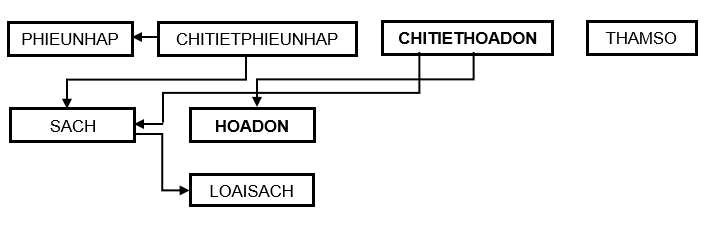 PHIEUNHAP
CHITIETPHIEUNHAP
CHITIETHOADON
THAMSO
SACH
HOADON
LOAISACH